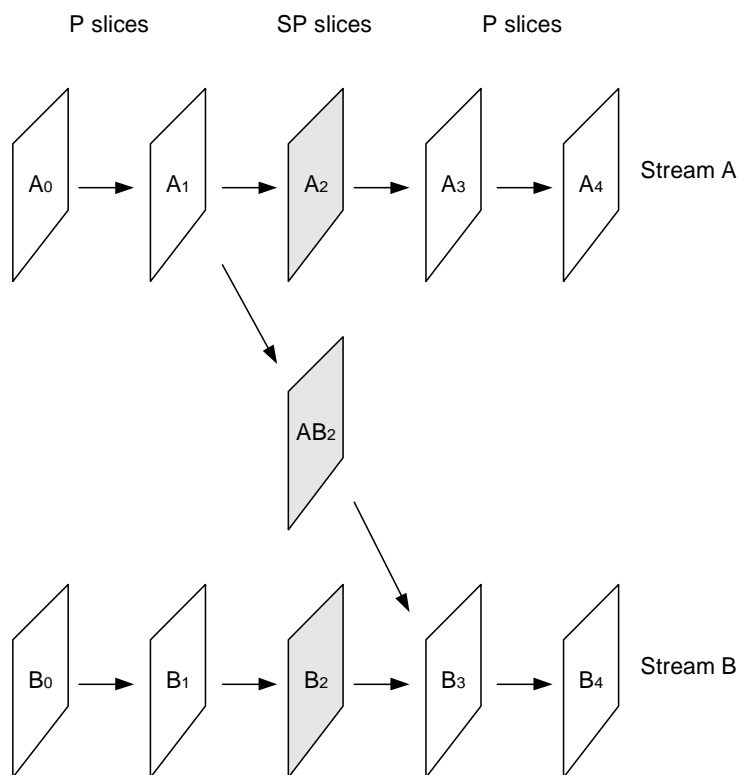 P slices SP slices P slices
A0 A1 A2 A3 A4 Stream A
AB2
B0 B1 B2 B3 B4 Stream B